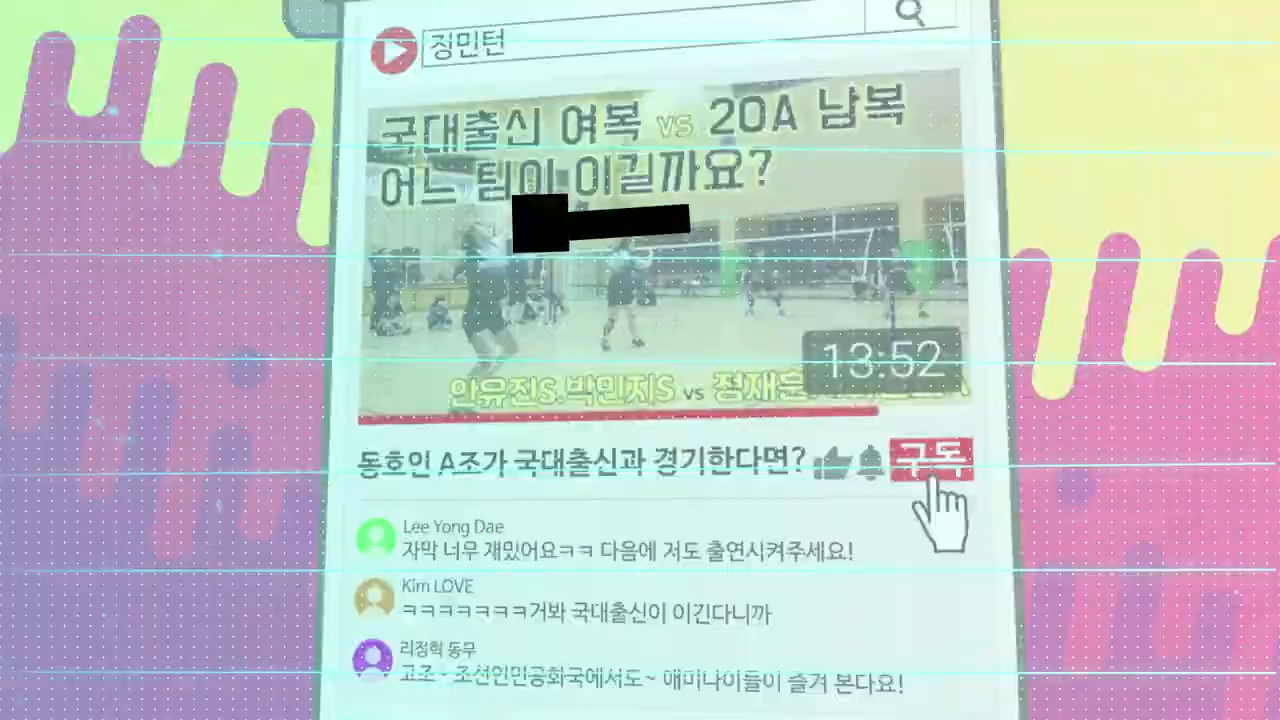 징민턴
국대출신 여복 vs 20A 남복
어느 팀이 이길까요?
13:52
안유진S.박민지S vs 정재윤
동호인 A조가 국대출신과 경기한다면?
구독
Lee Yong Dae
자막 너무 재밌어요ㅋㅋ 다음에 저도 출연시켜주세요!
Kim LOVE
ㅋㅋㅋㅋㅋㅋㅋ거봐 국대출신이 이긴다니까
리정혁 동무
고조~ 조선인민공화국에서도~ 애미나이들이 즐겨 본다요!